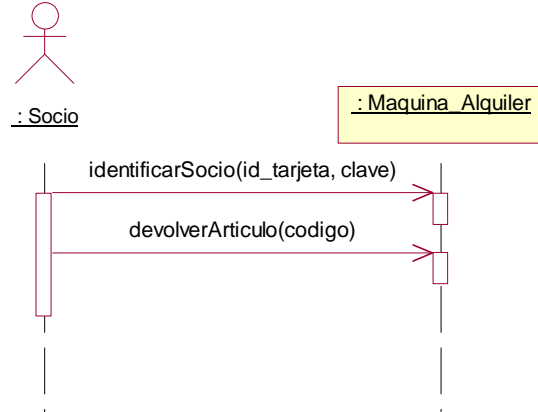 : Socio
: Maquina_Alquiler
identificarSocio(id_tarjeta, clave)
devolverArticulo(codigo)